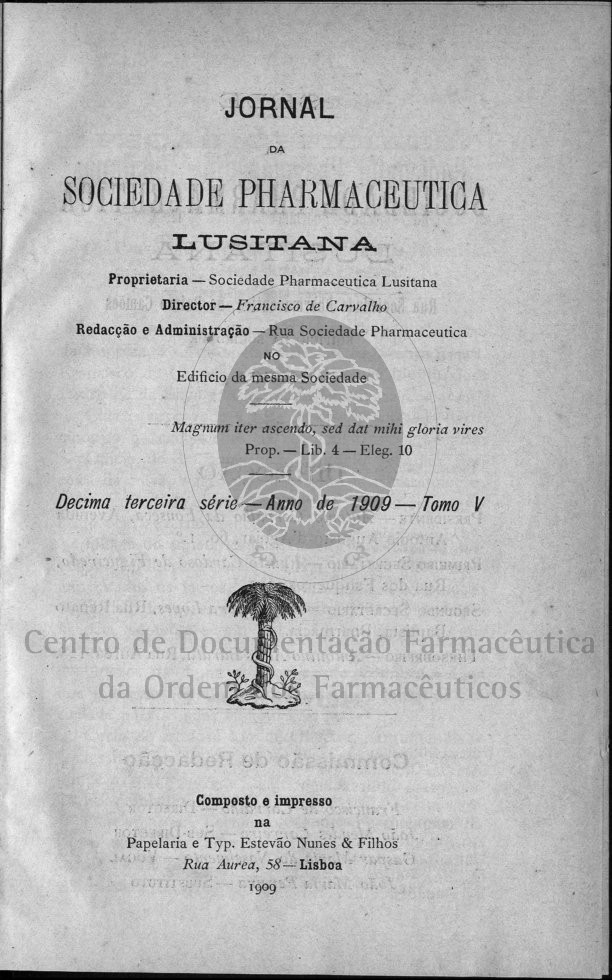 JORNAL
DA
SOCIEDADE PHARMACEUTICA
LUSITANA
Proprietaria — Sociedade Pharmaceutica Lusitana
Director — Francisco de Carvalho
Redacção e Administração — Rua Sociedade Pharmaceutica
NO
Edificio da mesma Sociedade
Magnum iter ascendo, sed dat mihi gloria vires
Prop. — Lib. 4 — Eleg. 10
Decima terceira série — Anno de 1909 — Tomo V
Centro de Documentação Farmacêutica
da Ordem dos Farmacêuticos
Composto e impresso
na
Papelaria e Typ. Estevão Nunes & Filhos
Rua Aurea, 58 — Lisboa
1909